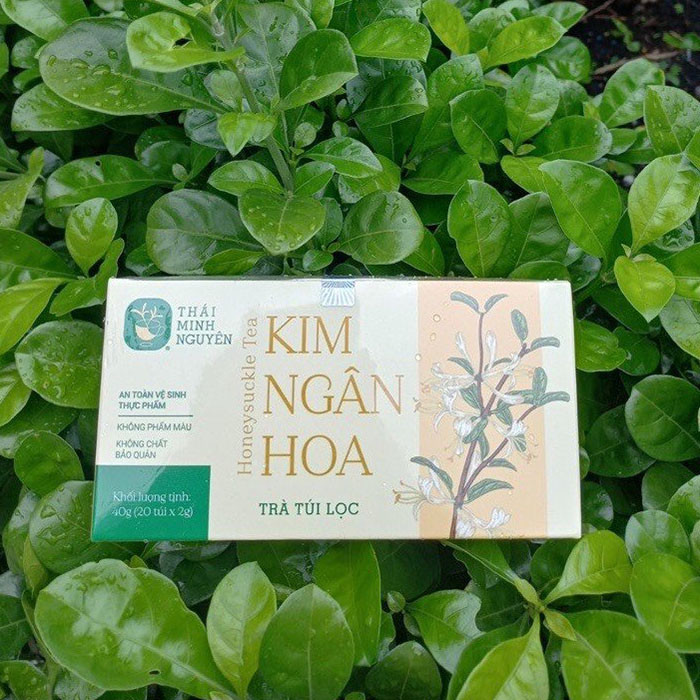 THÁI
MINH
NGUYÊN
AN TOÀN VỆ SINH
THỰC PHẨM
KHÔNG PHẨM MÀU
KHÔNG CHẤT
BẢO QUẢN
Khối lượng tịnh:
40g (20 túi x 2g)
Honeysuckle Tea
KIM
NGÂN
HOA
TRÀ TÚI LỌC